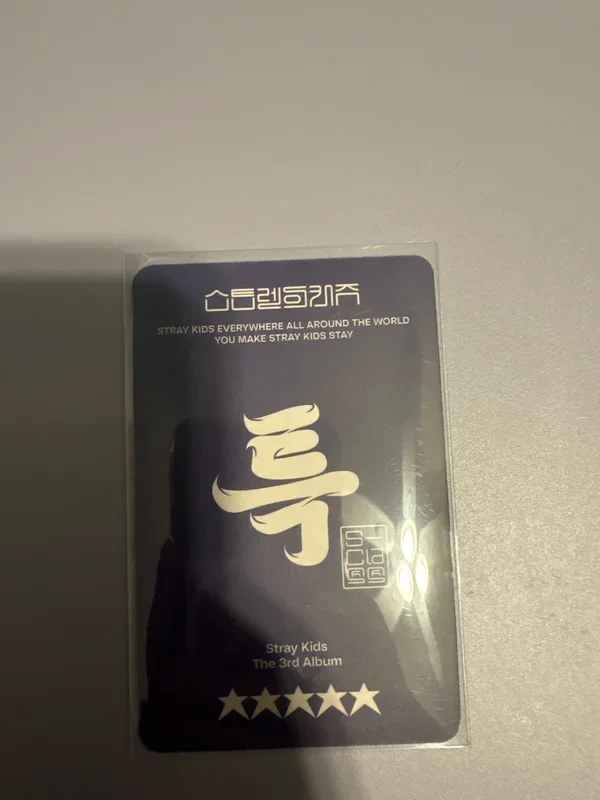 스트레이키즈
STRAY KIDS EVERYWHERE ALL AROUND THE WORLD
YOU MAKE STRAY KIDS STAY
특
Stray Kids
The 3rd Album
★★★★★